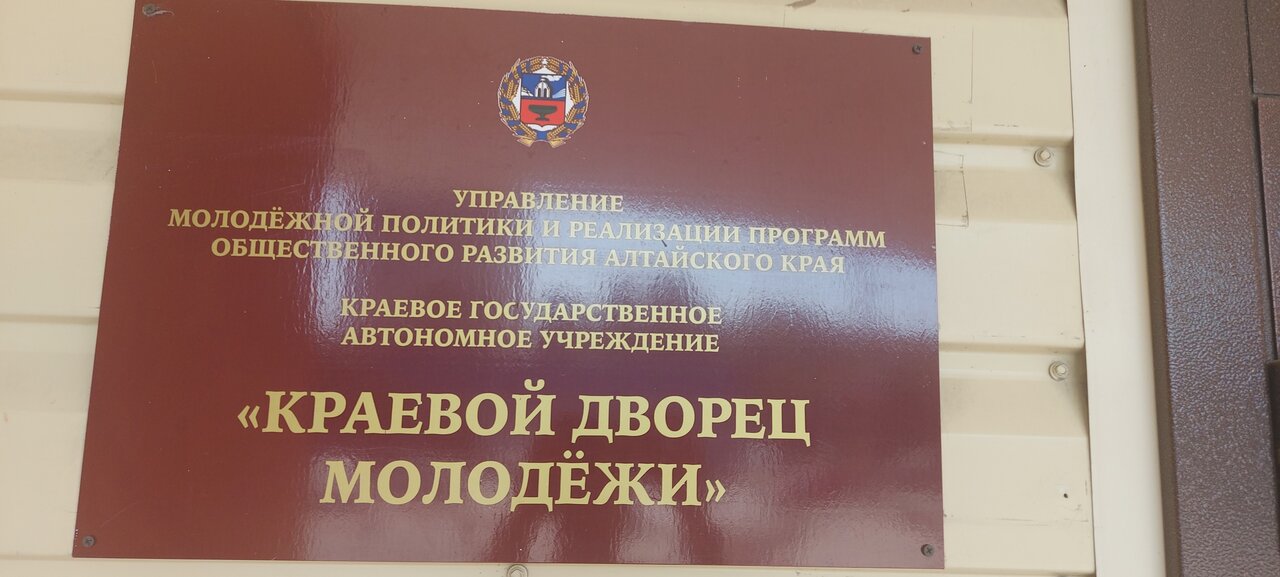 УПРАВЛЕНИЕ
МОЛОДЁЖНОЙ ПОЛИТИКИ И РЕАЛИЗАЦИИ ПРОГРАММ
ОБЩЕСТВЕННОГО РАЗВИТИЯ АЛТАЙСКОГО КРАЯ
КРАЕВОЕ ГОСУДАРСТВЕННОЕ
АВТОНОМНОЕ УЧРЕЖДЕНИЕ
«КРАЕВОЙ ДВОРЕЦ
МОЛОДЁЖИ»